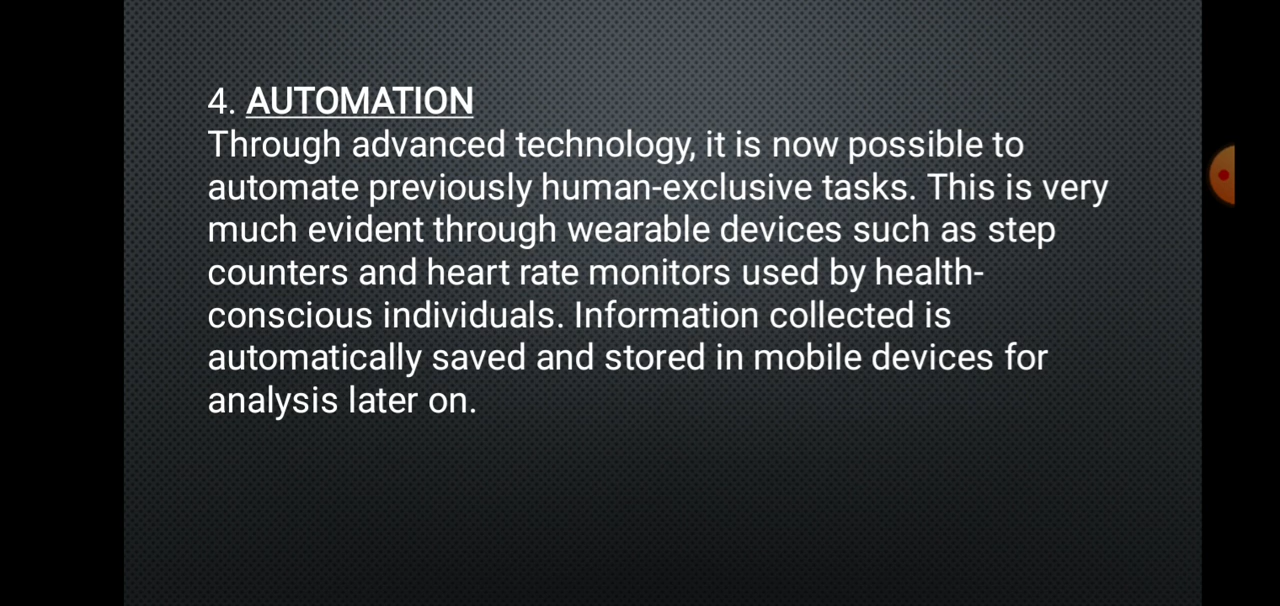 4. AUTOMATION
Through advanced technology, it is now possible to
automate previously human-exclusive tasks. This is very
much evident through wearable devices such as step
counters and heart rate monitors used by health-
conscious individuals. Information collected is
automatically saved and stored in mobile devices for
analysis later on.